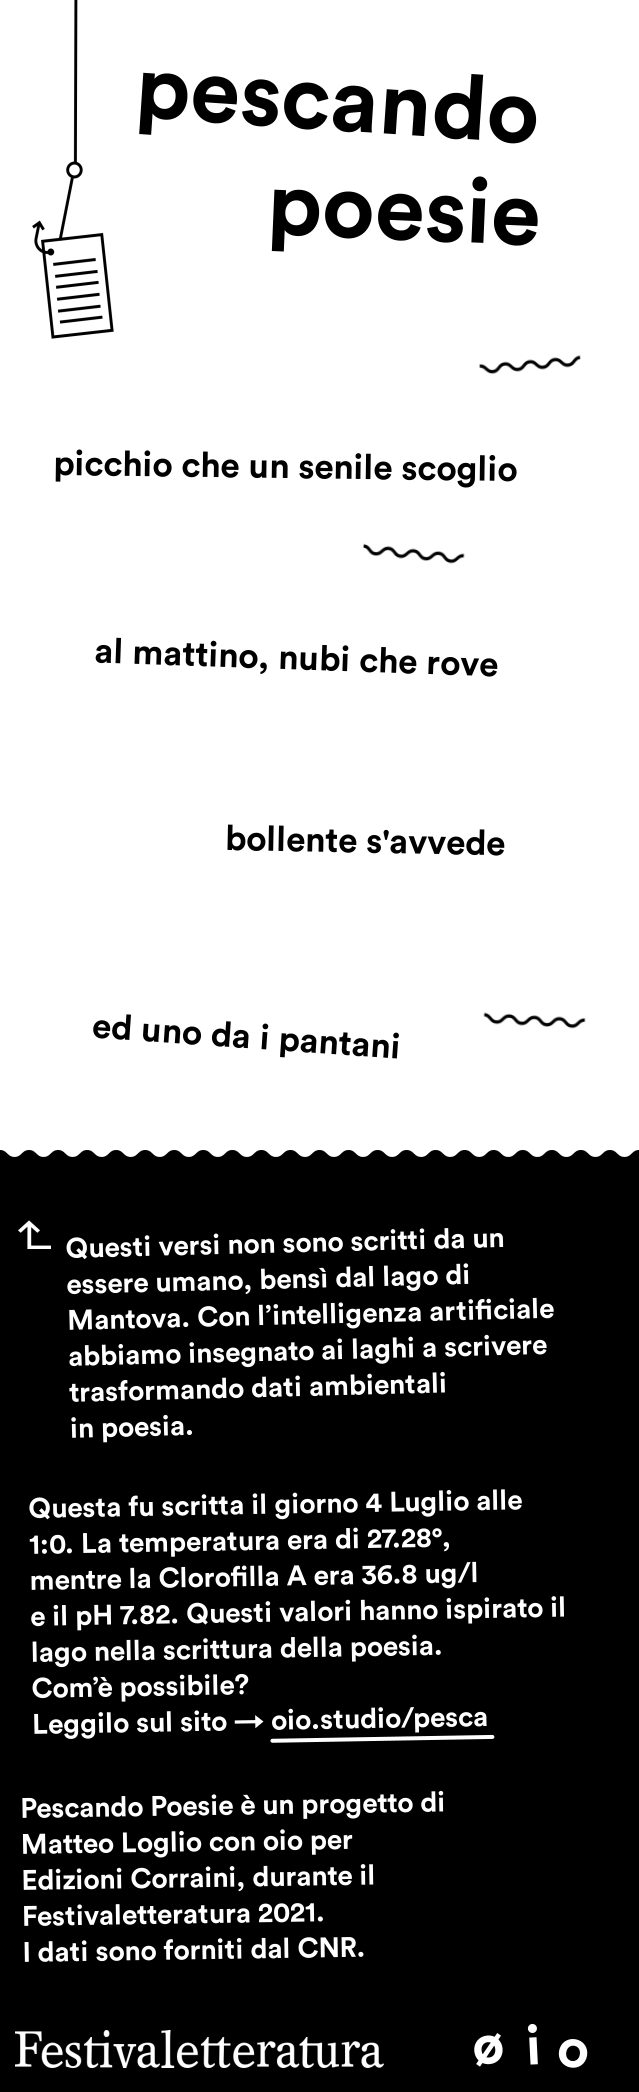 pescando
poesie
picchio che un senile scoglio
al mattino, nubi che rove
bollente s'avvede
ed uno da i pantani
Questi versi non sono scritti da un
essere umano, bensì dal lago di
Mantova. Con l’intelligenza artificiale
abbiamo insegnato ai laghi a scrivere
trasformando dati ambientali
in poesia.
Questa fu scritta il giorno 4 Luglio alle
1:0. La temperatura era di 27.28°,
mentre la Clorofilla A era 36.8 ug/l
e il pH 7.82. Questi valori hanno ispirato il
lago nella scrittura della poesia.
Com’è possibile?
Leggilo sul sito → oio.studio/pesca
Pescando Poesie è un progetto di
Matteo Loglio con oio per
Edizioni Corraini, durante il
Festivaletteratura 2021.
I dati sono forniti dal CNR.
Festivaletteratura øio